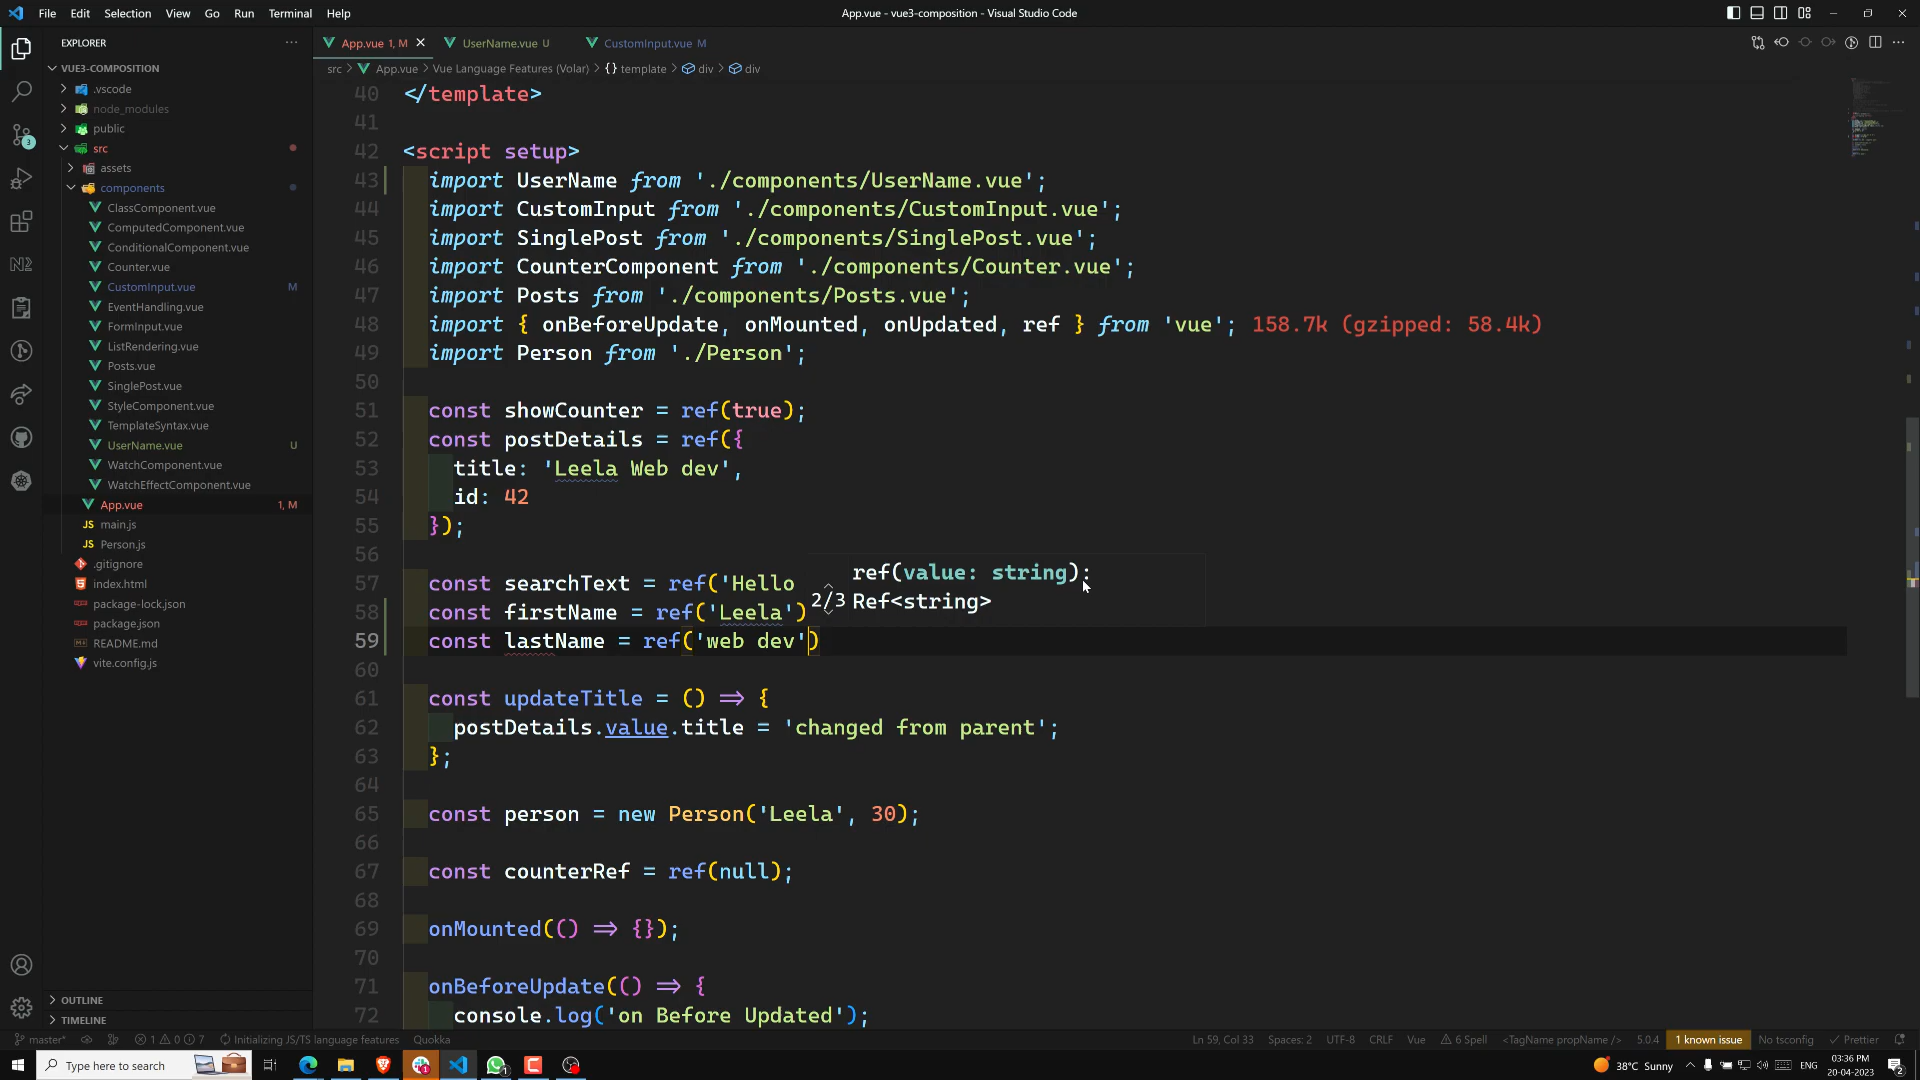 File Edit Selection View Go Run Terminal Help
App.vue - vue3-composition - Visual Studio Code
EXPLORER
VUE3-COMPOSITION
.vscode
node_modules
public
src
assets
components
ClassComponent.vue
ComputedComponent.vue
ConditionalComponent.vue
Counter.vue
CustomInput.vue M
EventHandling.vue
FormInput.vue
ListRendering.vue
Posts.vue
SinglePost.vue
StyleComponent.vue
TemplateSyntax.vue
UserName.vue U
WatchComponent.vue
WatchEffectComponent.vue
App.vue 1, M
JS main.js
JS Person.js
.gitignore
index.html
package-lock.json
package.json
README.md
vite.config.js
OUTLINE
TIMELINE
App.vue 1, M UserName.vue U CustomInput.vue M
src > App.vue > Vue Language Features (Volar) > {} template > div > div
40 </template>
41
42 <script setup>
43 import UserName from './components/UserName.vue';
44 import CustomInput from './components/CustomInput.vue';
45 import SinglePost from './components/SinglePost.vue';
46 import CounterComponent from './components/Counter.vue';
47 import Posts from './components/Posts.vue';
48 import { onBeforeUpdate, onMounted, onUpdated, ref } from 'vue'; 158.7k (gzipped: 58.4k)
49 import Person from './Person';
50
51 const showCounter = ref(true);
52 const postDetails = ref({
53 title: 'Leela Web dev',
54 id: 42
55 });
56
57 const searchText = ref('Hello
58 const firstName = ref('Leela')
59 const lastName = ref('web dev')
ref(value: string):
2/3 Ref<string>
60
61 const updateTitle = () => {
62 postDetails.value.title = 'changed from parent';
63 };
64
65 const person = new Person('Leela', 30);
66
67 const counterRef = ref(null);
68
69 onMounted(() => {});
70
71 onBeforeUpdate(() => {
72 console.log('on Before Updated');
master* 1 0 7 Initializing JS/TS language features Quokka Ln 59, Col 33 Spaces: 2 UTF-8 CRLF Vue 6 Spell <TagName propName /> 5.0.4 1 known issue No tsconfig Prettier
Type here to search 38°C Sunny ENG 03:36 PM
20-04-2023